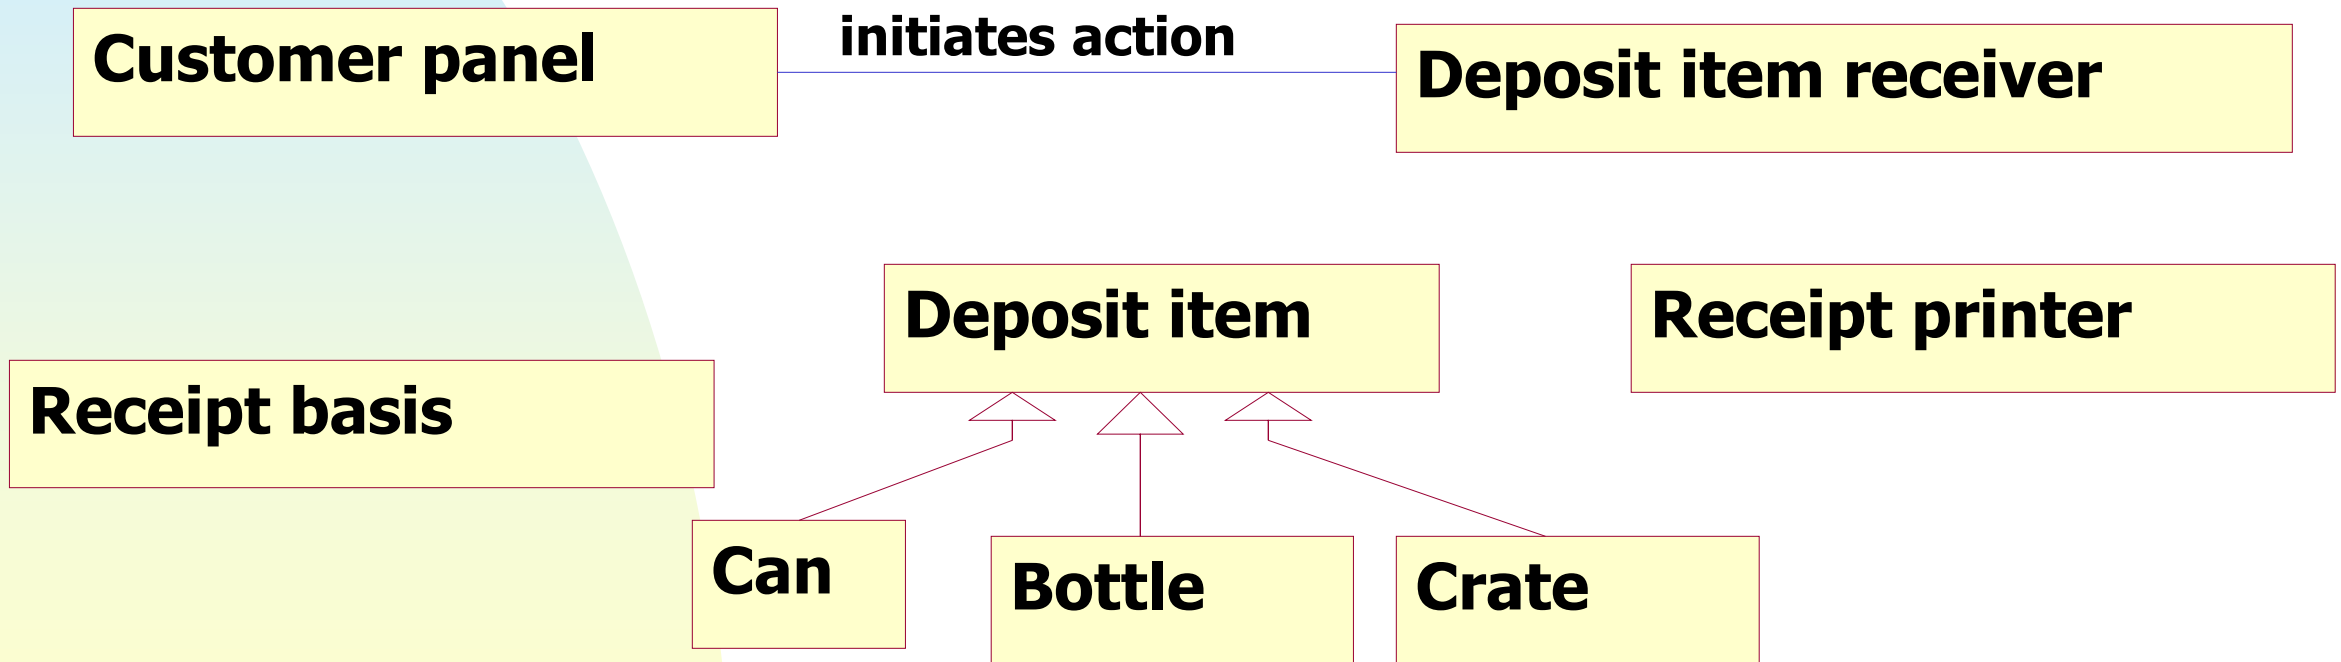 Customer panel
initiates action
Deposit item receiver
Deposit item
Receipt printer
Receipt basis
Can
Bottle
Crate